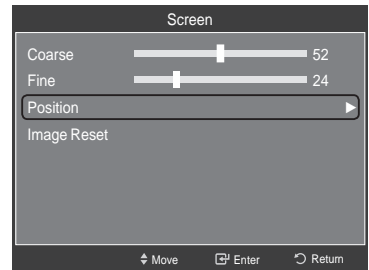 Screen
Coarse 52
Fine 24
Position
Image Reset
Move Enter Return